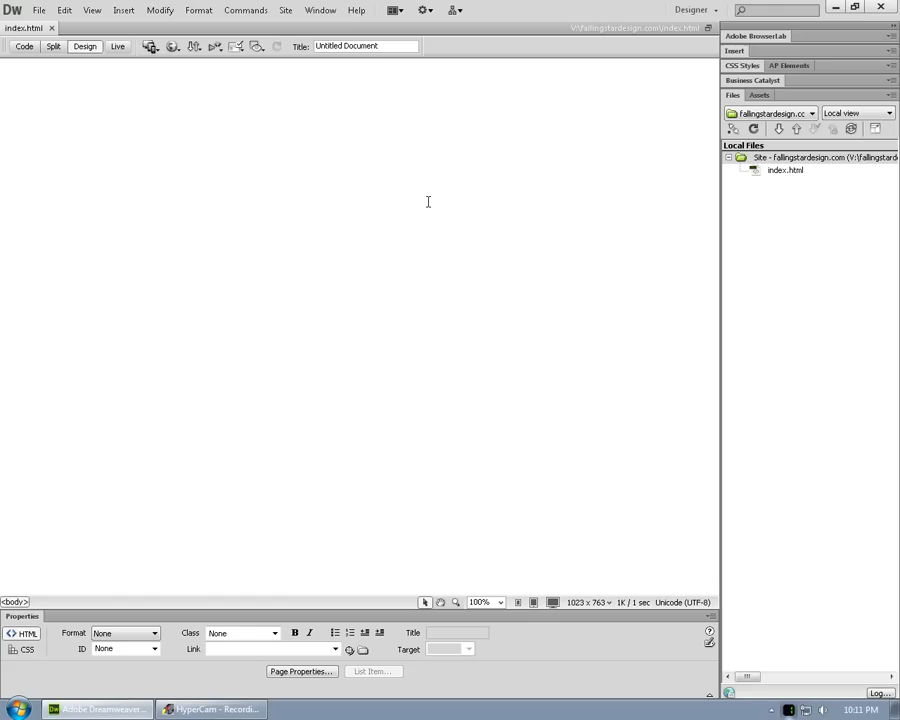 Dw File Edit View Insert Modify Format Commands Site Window Help Designer
index.html V:\fallingstardesign.com\index.html
Code Split Design Live Title: Untitled Document
Adobe BrowserLab
Insert
CSS Styles AP Elements
Business Catalyst
Files Assets
fallingstardesign.cc Local view
Local Files
Site - fallingstardesign.com (V:\fallingstard
index.html
<body> 100% 1023 x 763 1K / 1 sec Unicode (UTF-8)
Properties
<> HTML Format None Class None B I Title
CSS ID None Link Target
Page Properties... List Item...
Log...
Dw Adobe Dreamweaver... HyperCam - Recordi... 10:11 PM